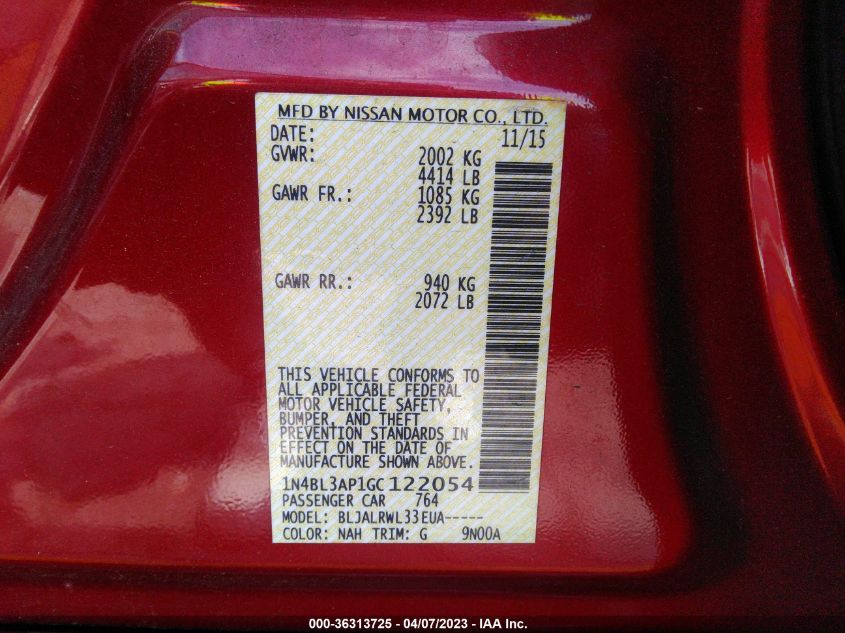 MFD BY NISSAN MOTOR CO., LTD.
DATE: 11/15
GVWR: 2002 KG
4414 LB
GAWR FR.: 1085 KG
2392 LB
GAWR RR.: 940 KG
2072 LB
THIS VEHICLE CONFORMS TO
ALL APPLICABLE FEDERAL
MOTOR VEHICLE SAFETY,
BUMPER, AND THEFT
PREVENTION STANDARDS IN
EFFECT ON THE DATE OF
MANUFACTURE SHOWN ABOVE.
1N4BL3AP1GC122054
PASSENGER CAR 764
MODEL: BLJALRWL33EUA-----
COLOR: NAH TRIM: G 9N00A
000-36313725 - 04/07/2023 - IAA Inc.